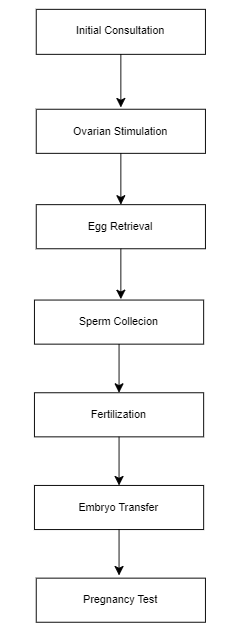 Initial Consultation
Ovarian Stimulation
Egg Retrieval
Sperm Collecion
Fertilization
Embryo Transfer
Pregnancy Test